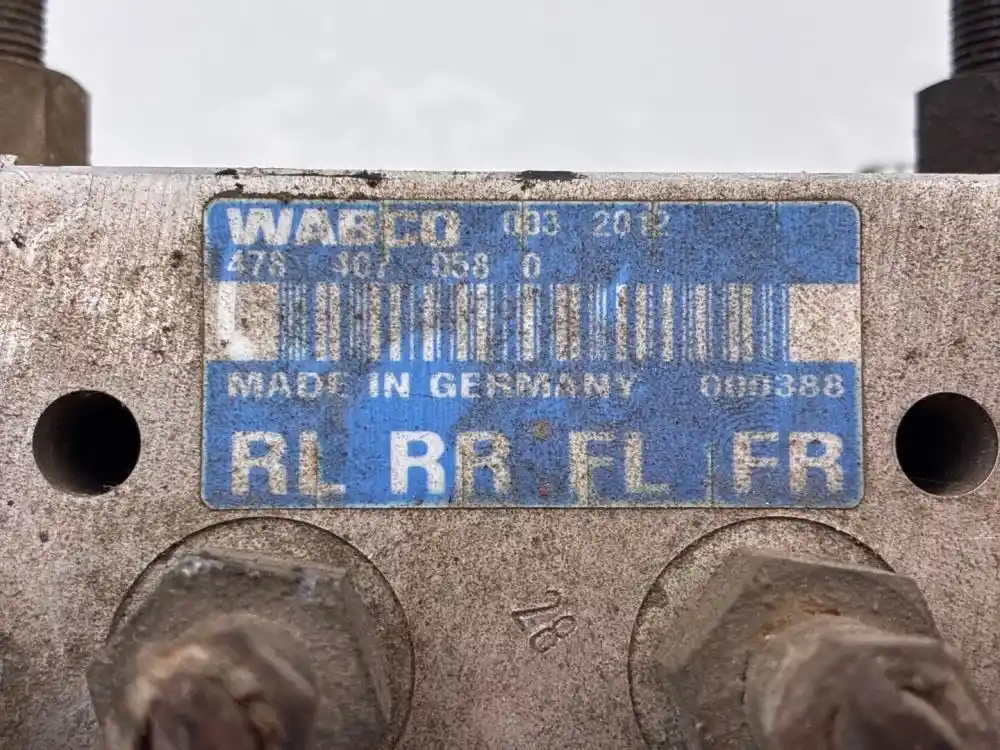 WABCO 003 2012
478 407 058 0
MADE IN GERMANY 000388
RL RR FL FR
28